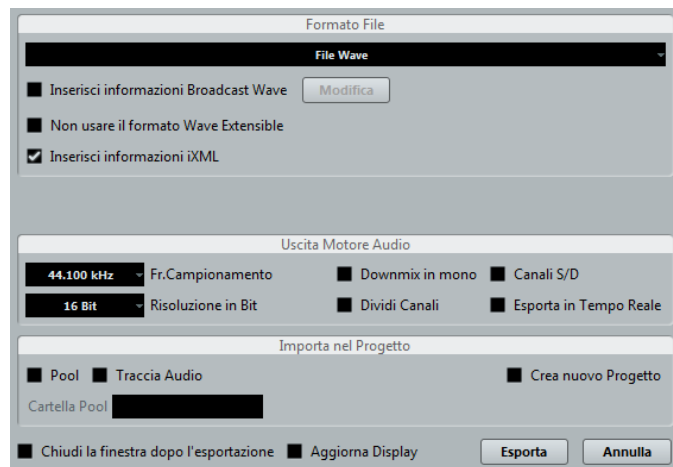 Formato File
File Wave
Inserisci informazioni Broadcast Wave Modifica
Non usare il formato Wave Extensible
Inserisci informazioni iXML
Uscita Motore Audio
44.100 kHz Fr.Campionamento Downmix in mono Canali S/D
16 Bit Risoluzione in Bit Dividi Canali Esporta in Tempo Reale
Importa nel Progetto
Pool Traccia Audio Crea nuovo Progetto
Cartella Pool
Chiudi la finestra dopo l'esportazione Aggiorna Display Esporta Annulla